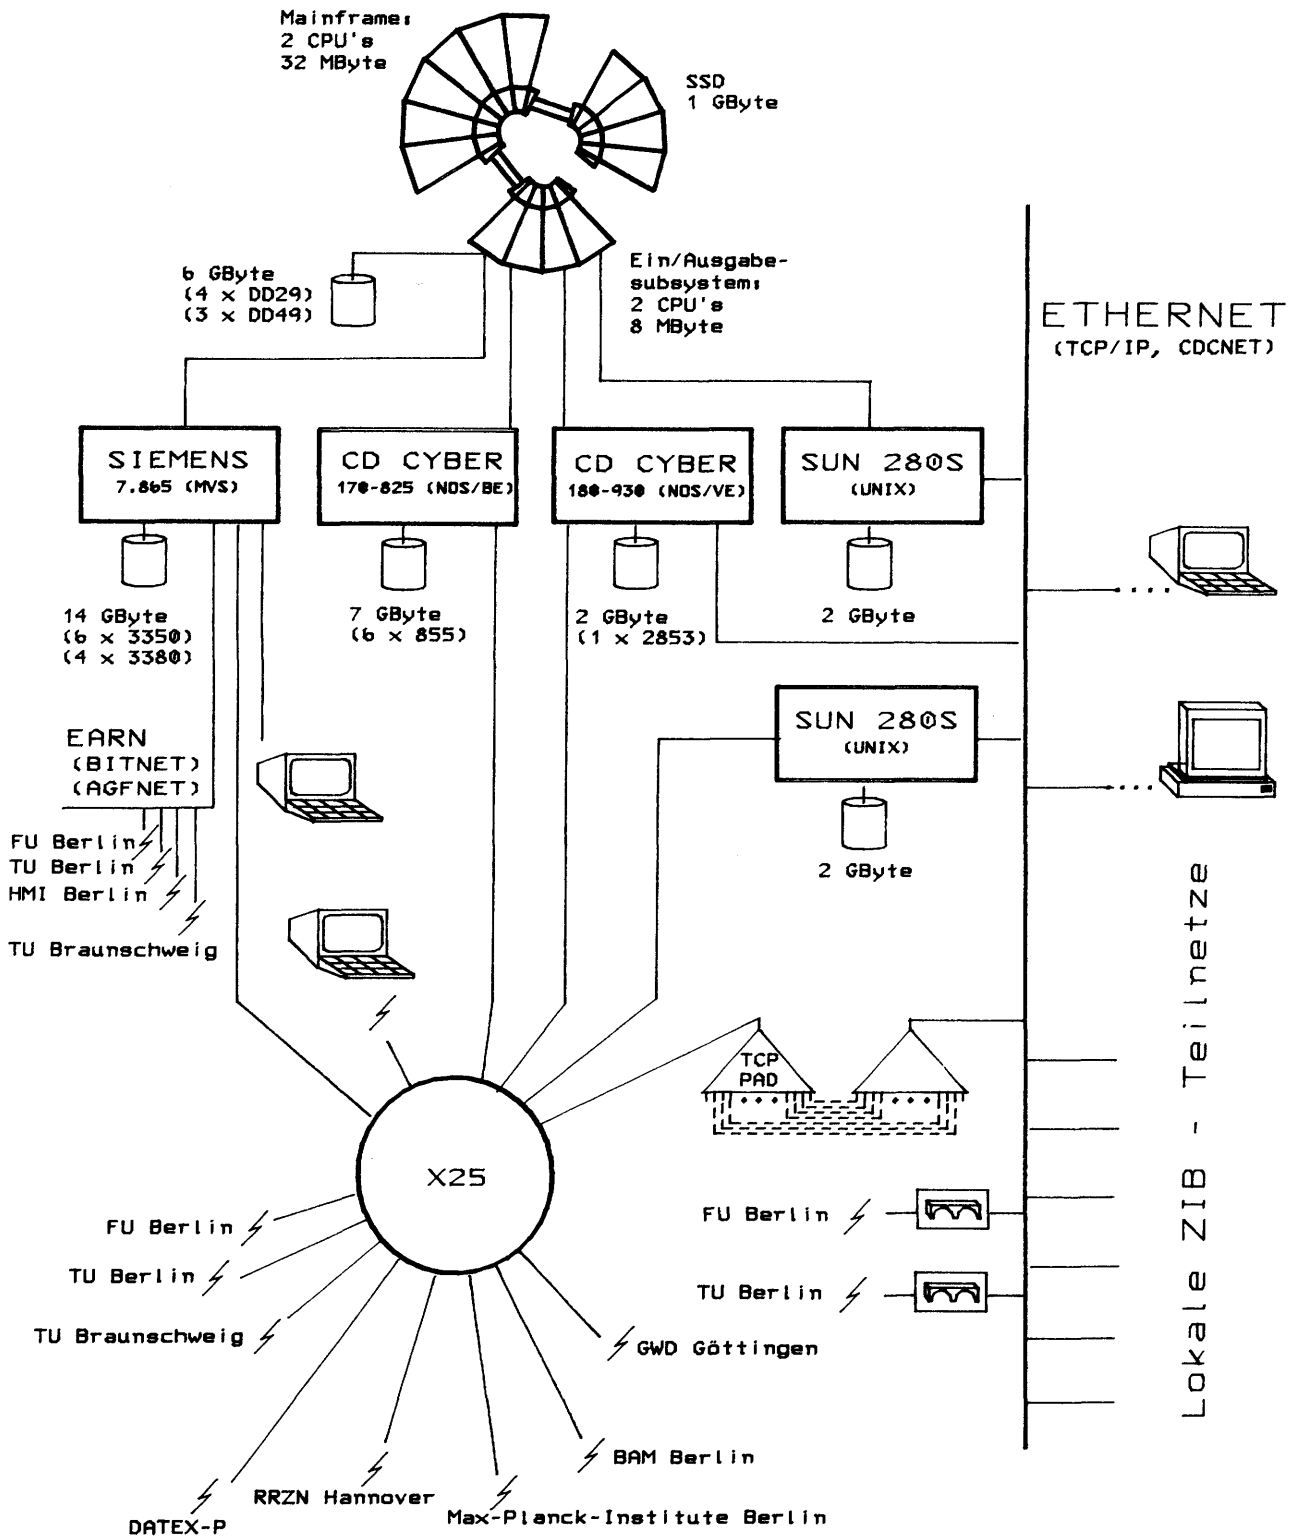 Mainframe:
2 CPU's
32 MByte
SSD
1 GByte
6 GByte
(4 x DD29)
(3 x DD49)
Ein/Ausgabe-
subsystem:
2 CPU's
8 MByte
ETHERNET
(TCP/IP, CDCNET)
SIEMENS
7.865 (MVS)
CD CYBER
170-825 (NOS/BE)
CD CYBER
180-930 (NOS/VE)
SUN 280S
(UNIX)
14 GByte
(6 x 3350)
(4 x 3380)
7 GByte
(6 x 855)
2 GByte
(1 x 2853)
2 GByte
SUN 280S
(UNIX)
2 GByte
EARN
(BITNET)
(AGFNET)
FU Berlin
TU Berlin
HMI Berlin
TU Braunschweig
TCP
PAD
X25
FU Berlin
TU Berlin
TU Braunschweig
DATEX-P
RRZN Hannover
Max-Planck-Institute Berlin
BAM Berlin
GWD Göttingen
FU Berlin
TU Berlin
Lokale ZIB - Teilnetze